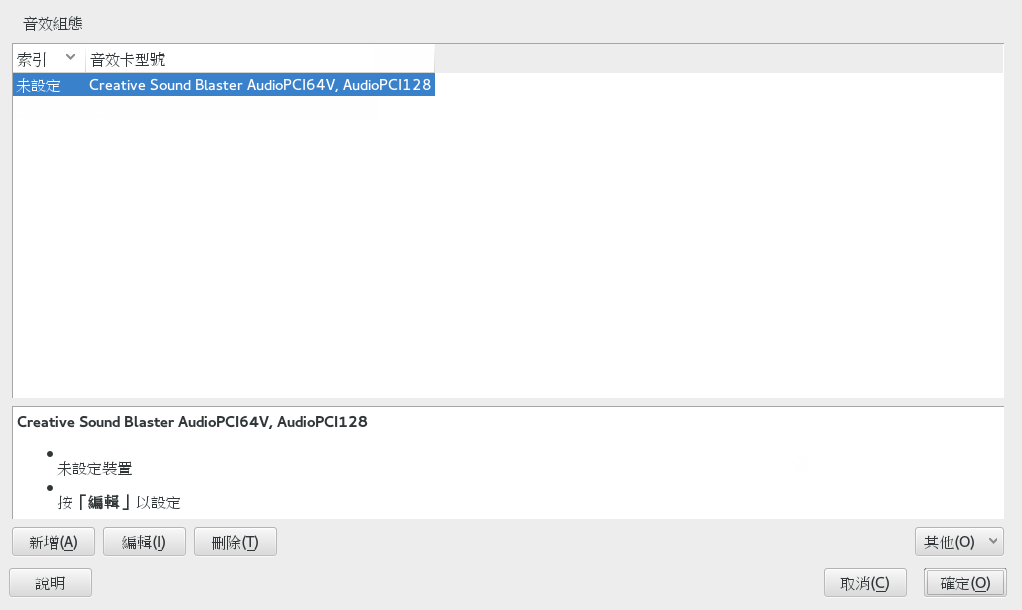 音效組態
索引 音效卡型號
未設定 Creative Sound Blaster AudioPCI64V, AudioPCI128
Creative Sound Blaster AudioPCI64V, AudioPCI128
未設定裝置
按「編輯」以設定
新增(A) 編輯(I) 刪除(T) 其他(O)
說明 取消(C) 確定(O)